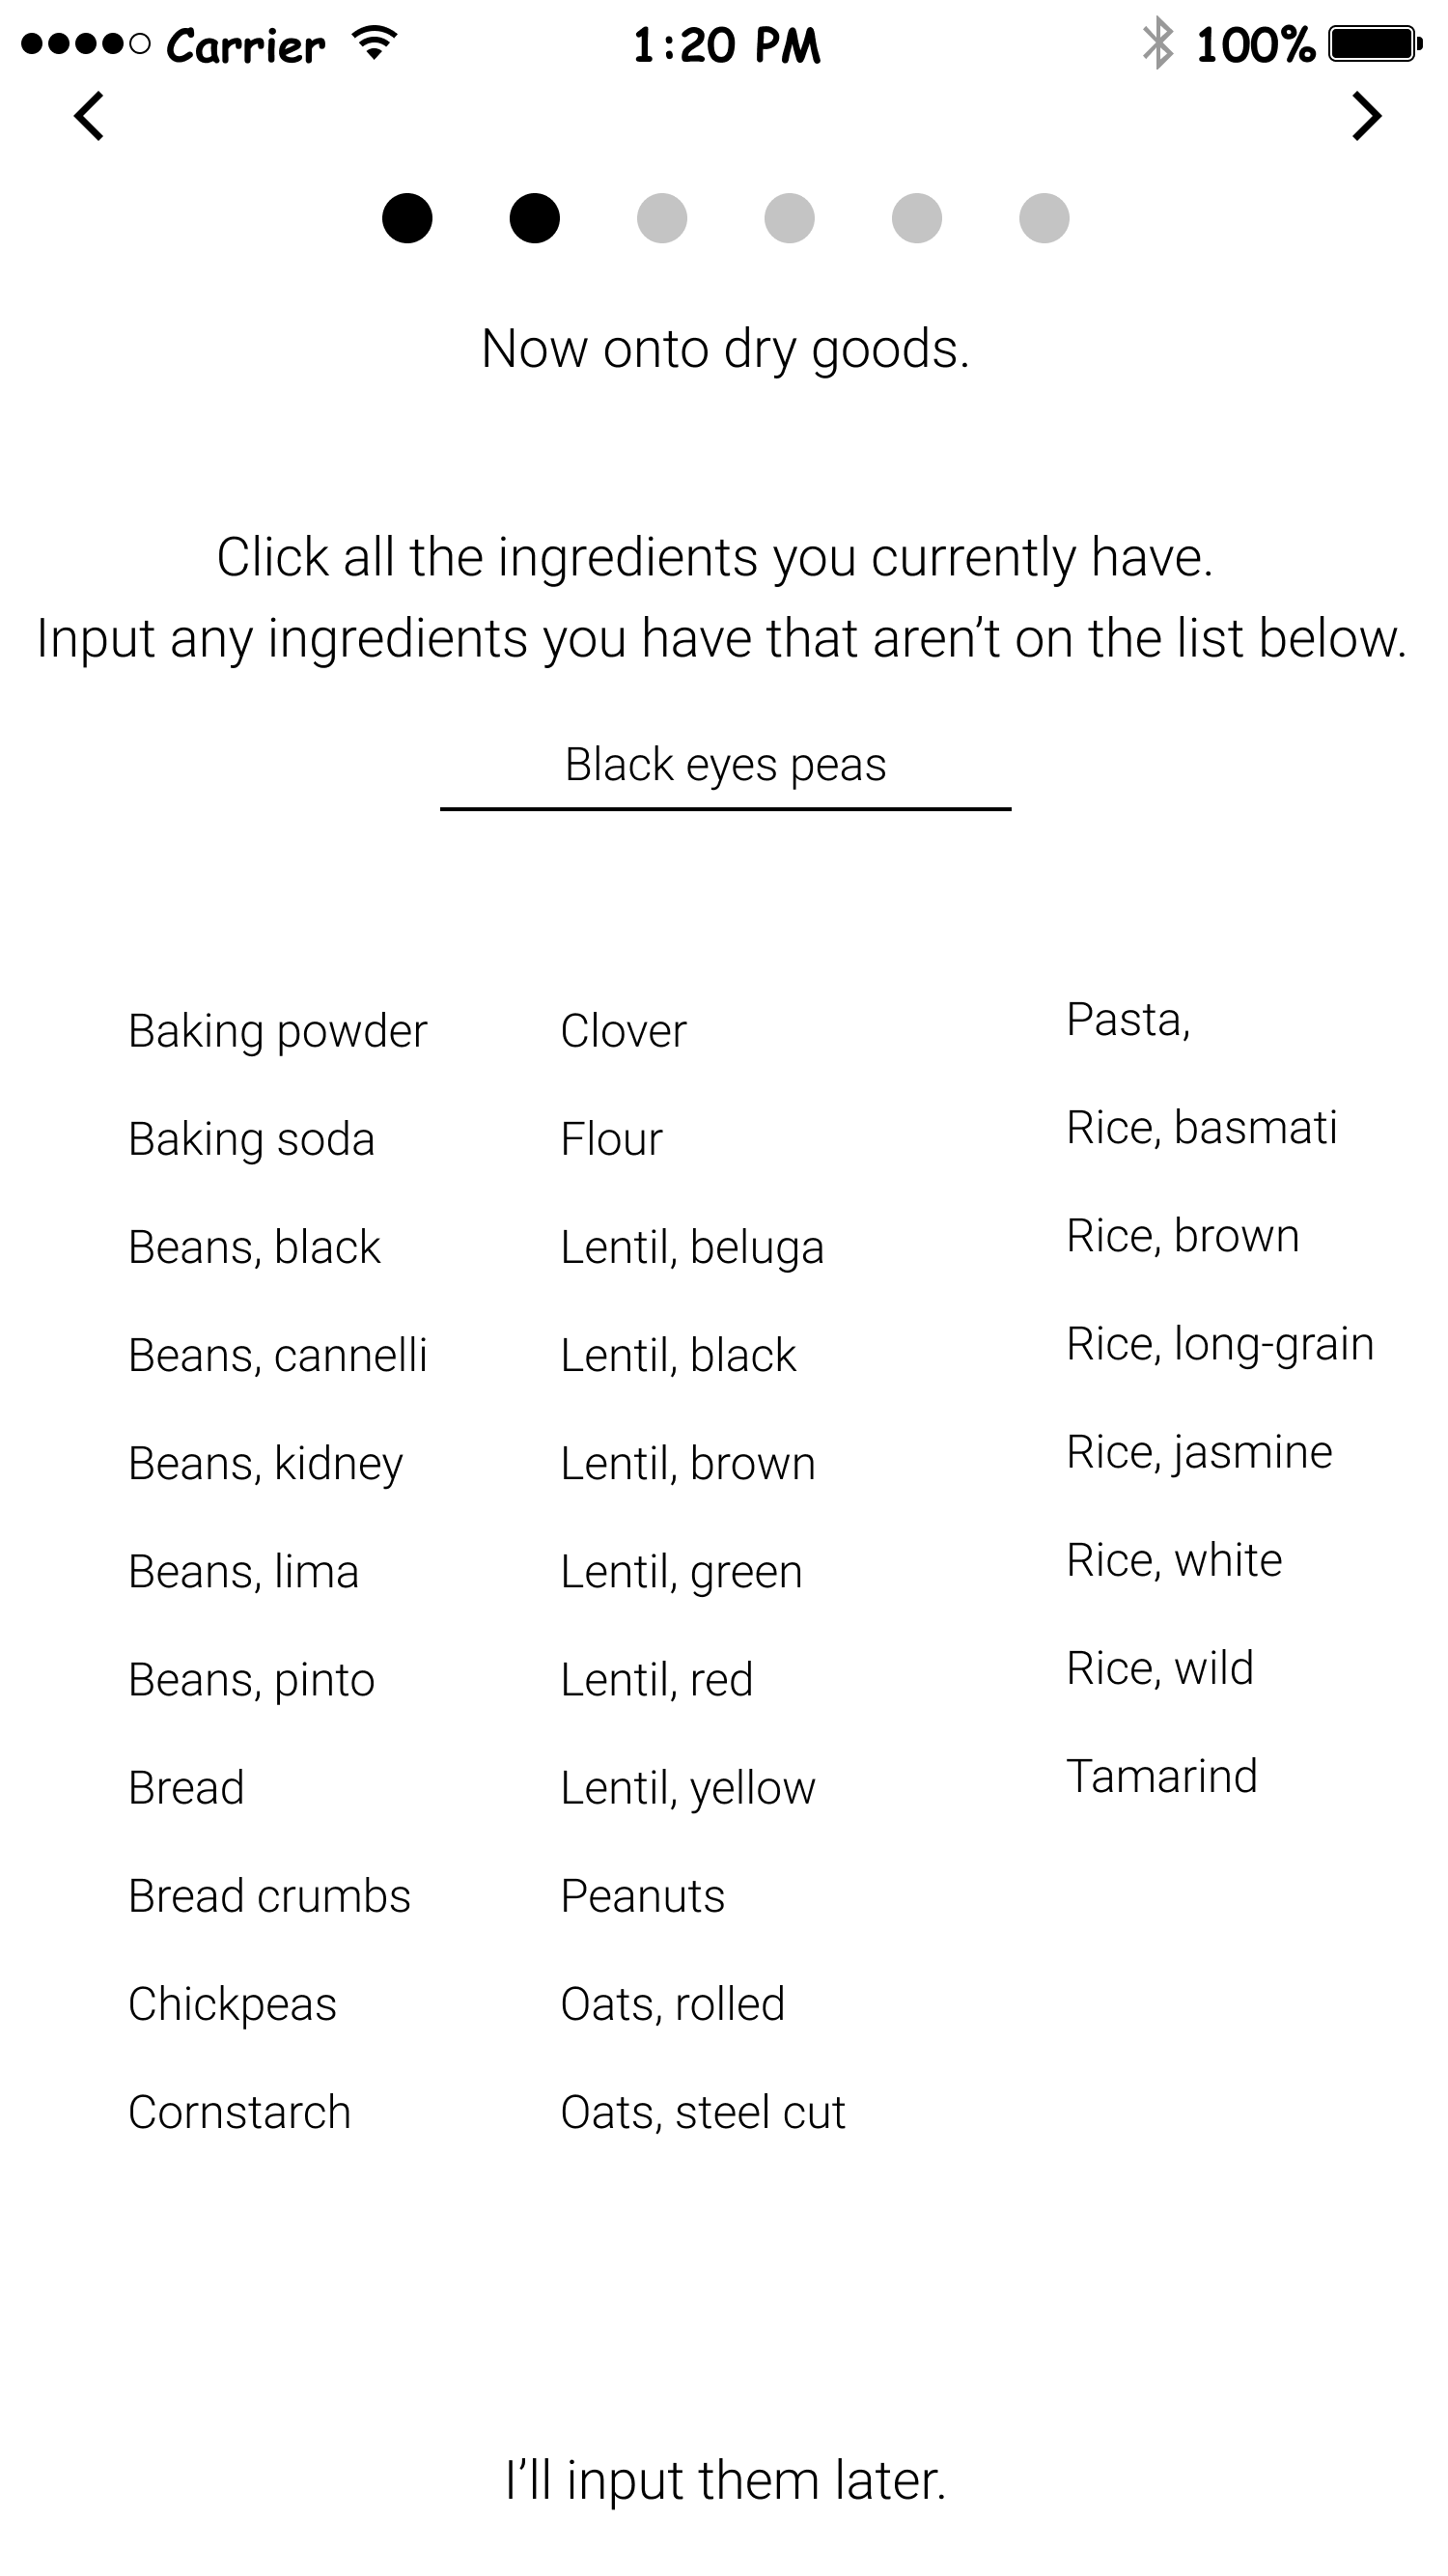 Carrier 1:20 PM 100%
Now onto dry goods.
Click all the ingredients you currently have.
Input any ingredients you have that aren’t on the list below.
Black eyes peas
Baking powder
Baking soda
Beans, black
Beans, cannelli
Beans, kidney
Beans, lima
Beans, pinto
Bread
Bread crumbs
Chickpeas
Cornstarch
Clover
Flour
Lentil, beluga
Lentil, black
Lentil, brown
Lentil, green
Lentil, red
Lentil, yellow
Peanuts
Oats, rolled
Oats, steel cut
Pasta,
Rice, basmati
Rice, brown
Rice, long-grain
Rice, jasmine
Rice, white
Rice, wild
Tamarind
I’ll input them later.